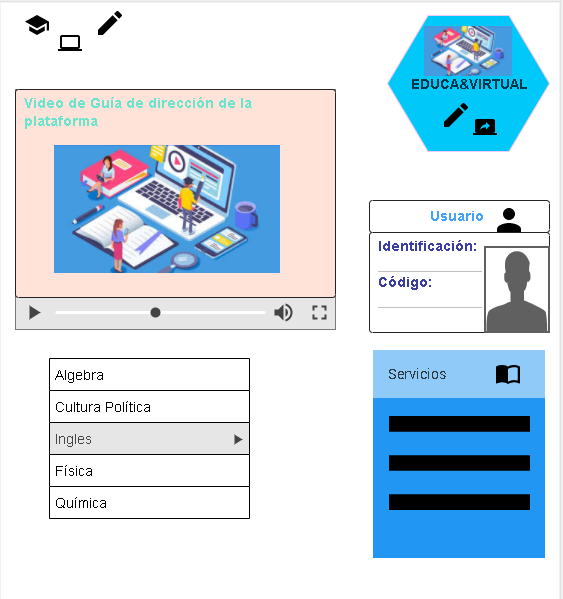 EDUCA&VIRTUAL
Video de Guía de dirección de la
plataforma
Usuario
Identificación:
Código:
Algebra
Cultura Política
Ingles
Física
Química
Servicios